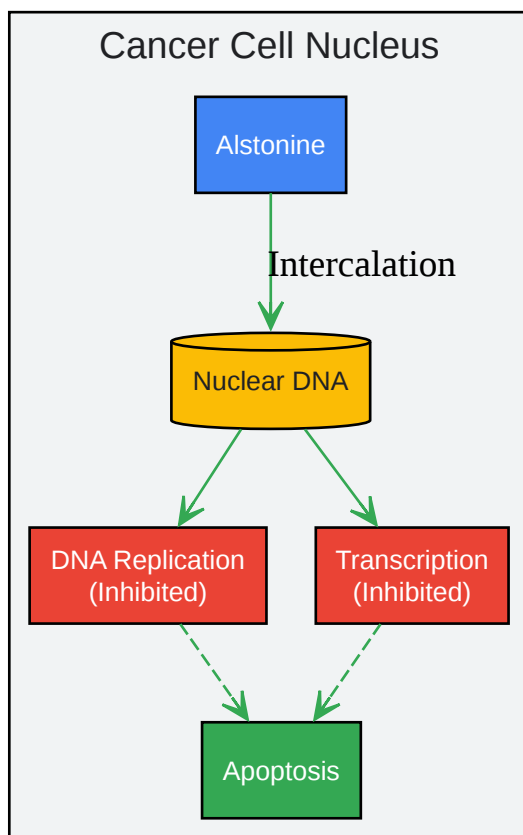 Cancer Cell Nucleus
Alstonine
Intercalation
Nuclear DNA
DNA Replication
(Inhibited)
Transcription
(Inhibited)
Apoptosis